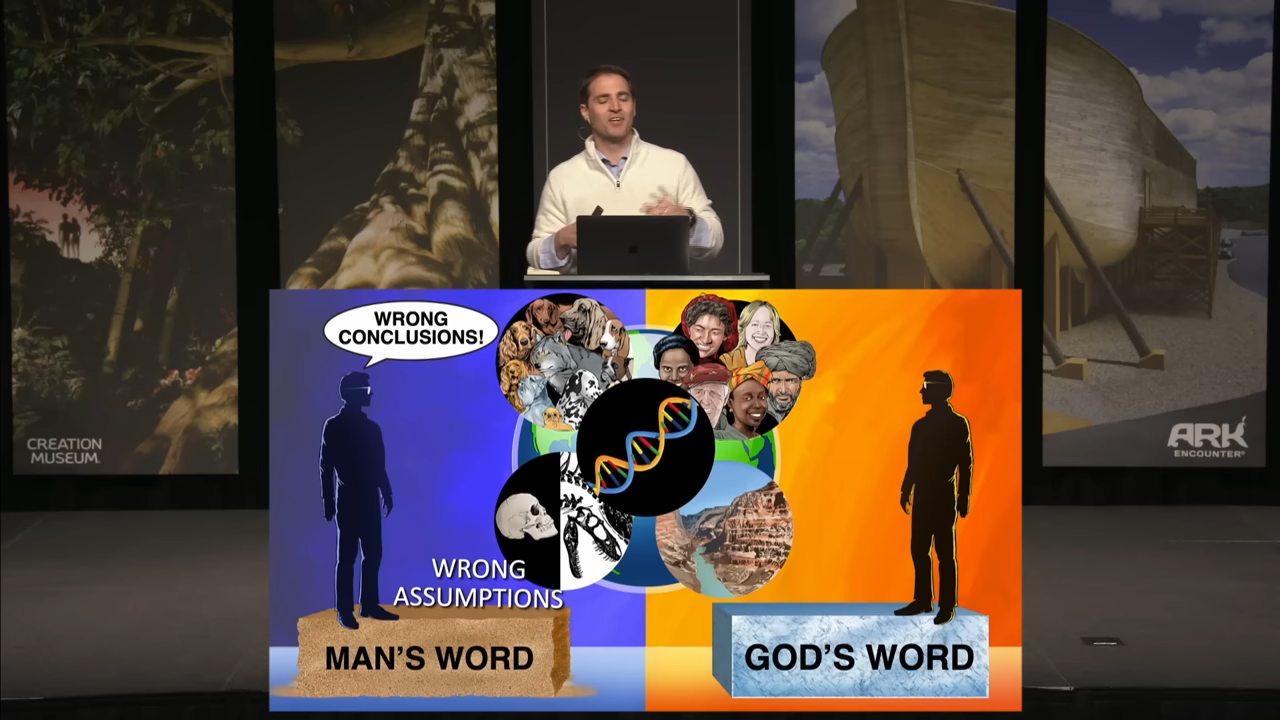 CREATION
MUSEUM
ARK
ENCOUNTER®
WRONG
CONCLUSIONS!
WRONG
ASSUMPTIONS
MAN'S WORD
GOD'S WORD